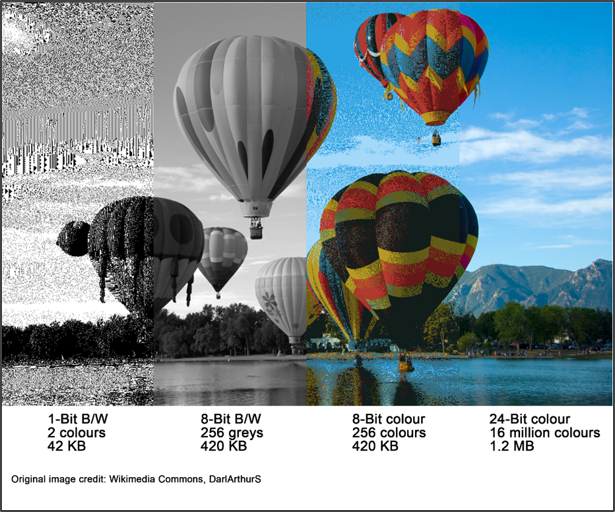 1-Bit B/W
2 colours
42 KB
8-Bit B/W
256 greys
420 KB
8-Bit colour
256 colours
420 KB
24-Bit colour
16 million colours
1.2 MB
Original image credit: Wikimedia Commons, DarlArthurS